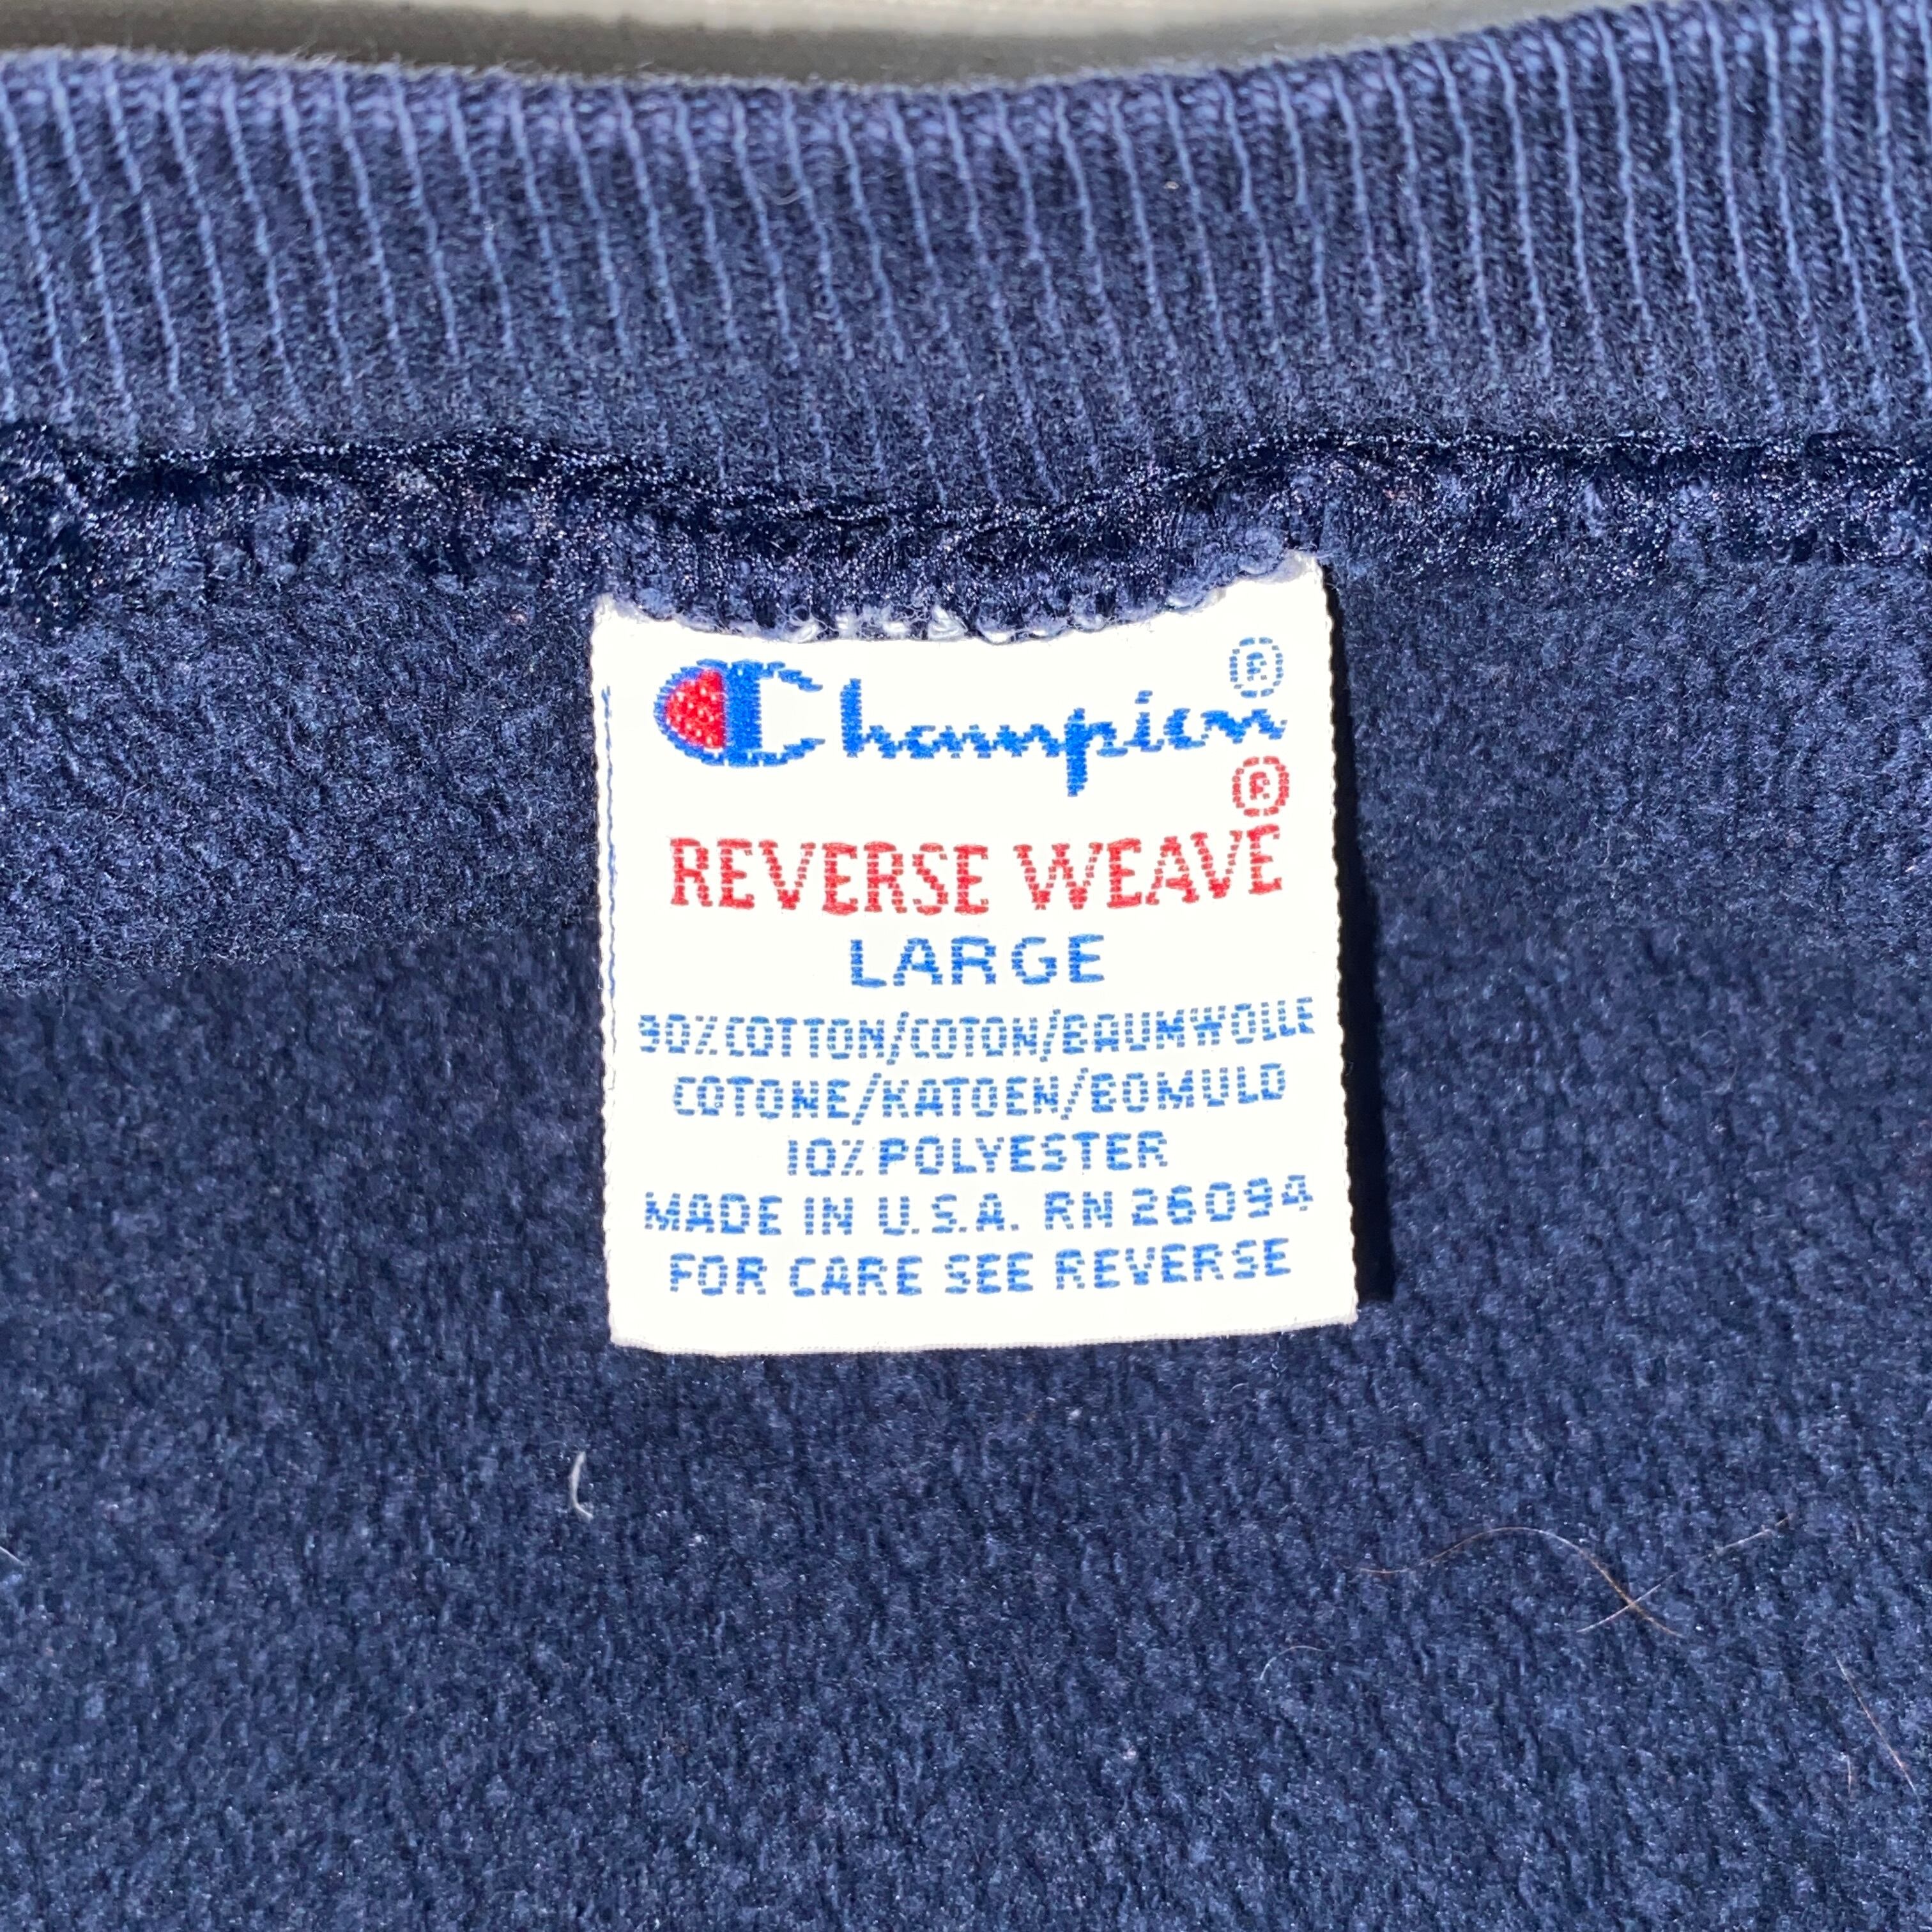 Champion®
REVERSE WEAVE®
LARGE
90% COTTON/COTON/BAUMWOLLE
COTONE/KATOEN/BOMULD
10% POLYESTER
MADE IN U.S.A. RN 26094
FOR CARE SEE REVERSE